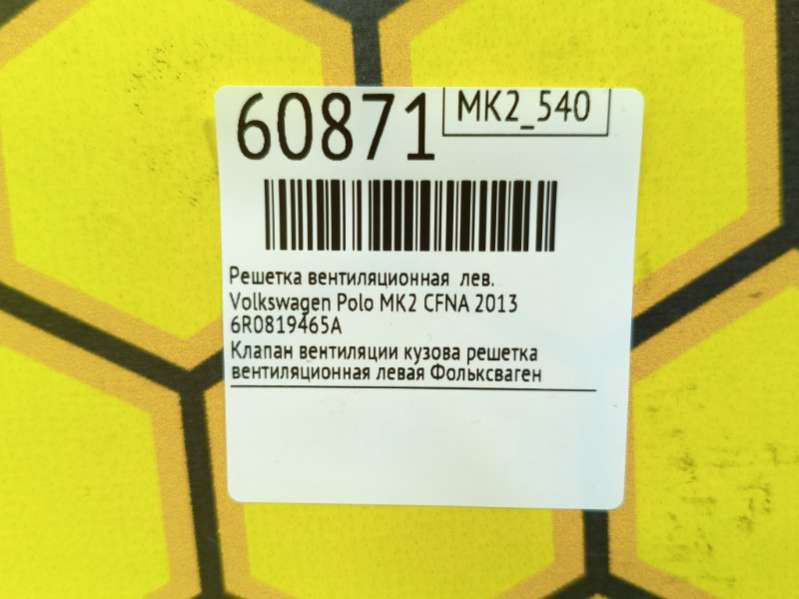 60871
MK2_540
Решетка вентиляционная лев.
Volkswagen Polo MK2 CFNA 2013
6R0819465A
Клапан вентиляции кузова решетка
вентиляционная левая Фольксваген